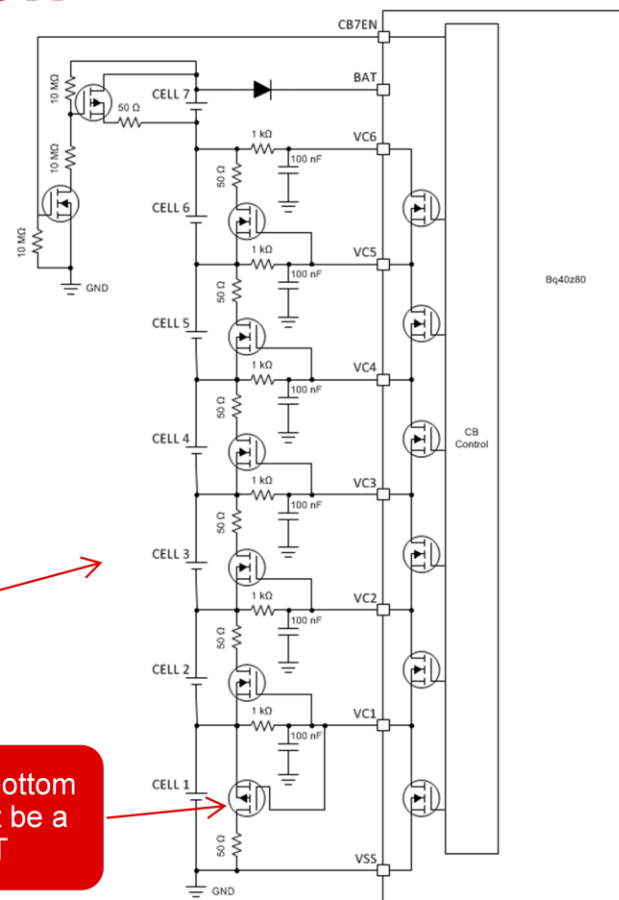 CB7EN
BAT
CELL 7
10 MΩ
50 Ω
1 kΩ
VC6
100 nF
10 MΩ
50 Ω
CELL 6
10 MΩ
1 kΩ
VC5
100 nF
GND
Bq40z80
50 Ω
CELL 5
1 kΩ
VC4
100 nF
50 Ω
CELL 4
CB
Control
1 kΩ
VC3
100 nF
50 Ω
CELL 3
1 kΩ
VC2
100 nF
50 Ω
CELL 2
1 kΩ
VC1
100 nF
ottom
CELL 1
be a
T
50 Ω
VSS
GND